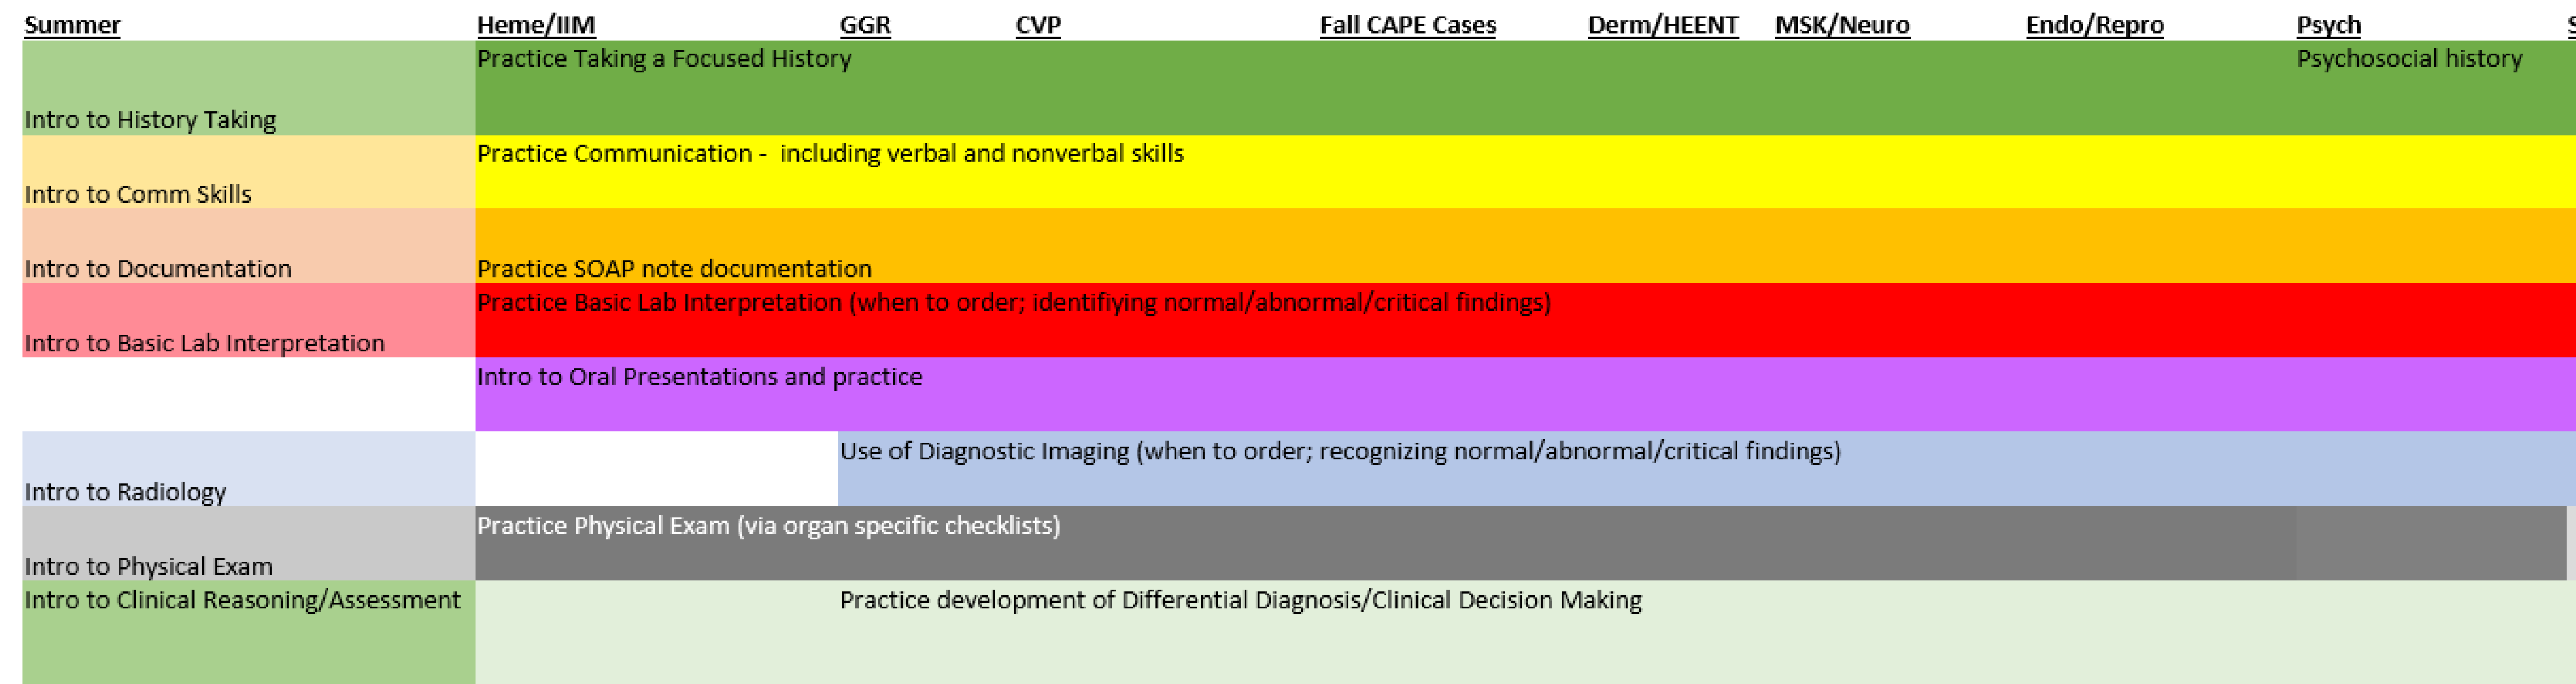 Summer Heme/IIM GGR CVP Fall CAPE Cases Derm/HEENT MSK/Neuro Endo/Repro Psych S
Practice Taking a Focused History Psychosocial history
Intro to History Taking
Practice Communication - including verbal and nonverbal skills
Intro to Comm Skills
Intro to Documentation Practice SOAP note documentation
Practice Basic Lab Interpretation (when to order; identifiying normal/abnormal/critical findings)
Intro to Basic Lab Interpretation
Intro to Oral Presentations and practice
Use of Diagnostic Imaging (when to order; recognizing normal/abnormal/critical findings)
Intro to Radiology
Practice Physical Exam (via organ specific checklists)
Intro to Physical Exam
Intro to Clinical Reasoning/Assessment Practice development of Differential Diagnosis/Clinical Decision Making